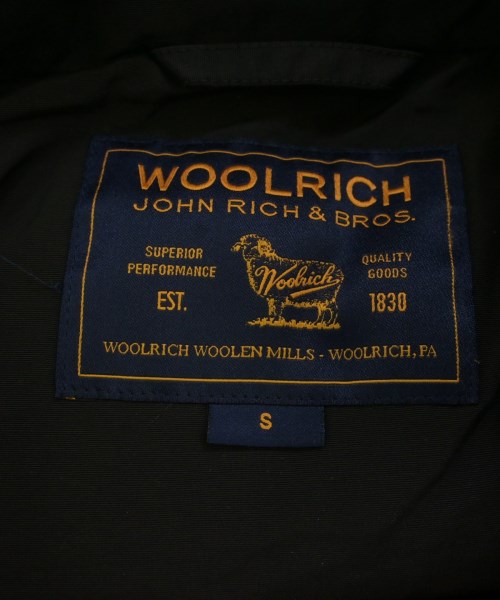 WOOLRICH
JOHN RICH & BROS.
SUPERIOR
PERFORMANCE
EST.
Woolrich
QUALITY
GOODS
1830
WOOLRICH WOOLEN MILLS - WOOLRICH, PA
S